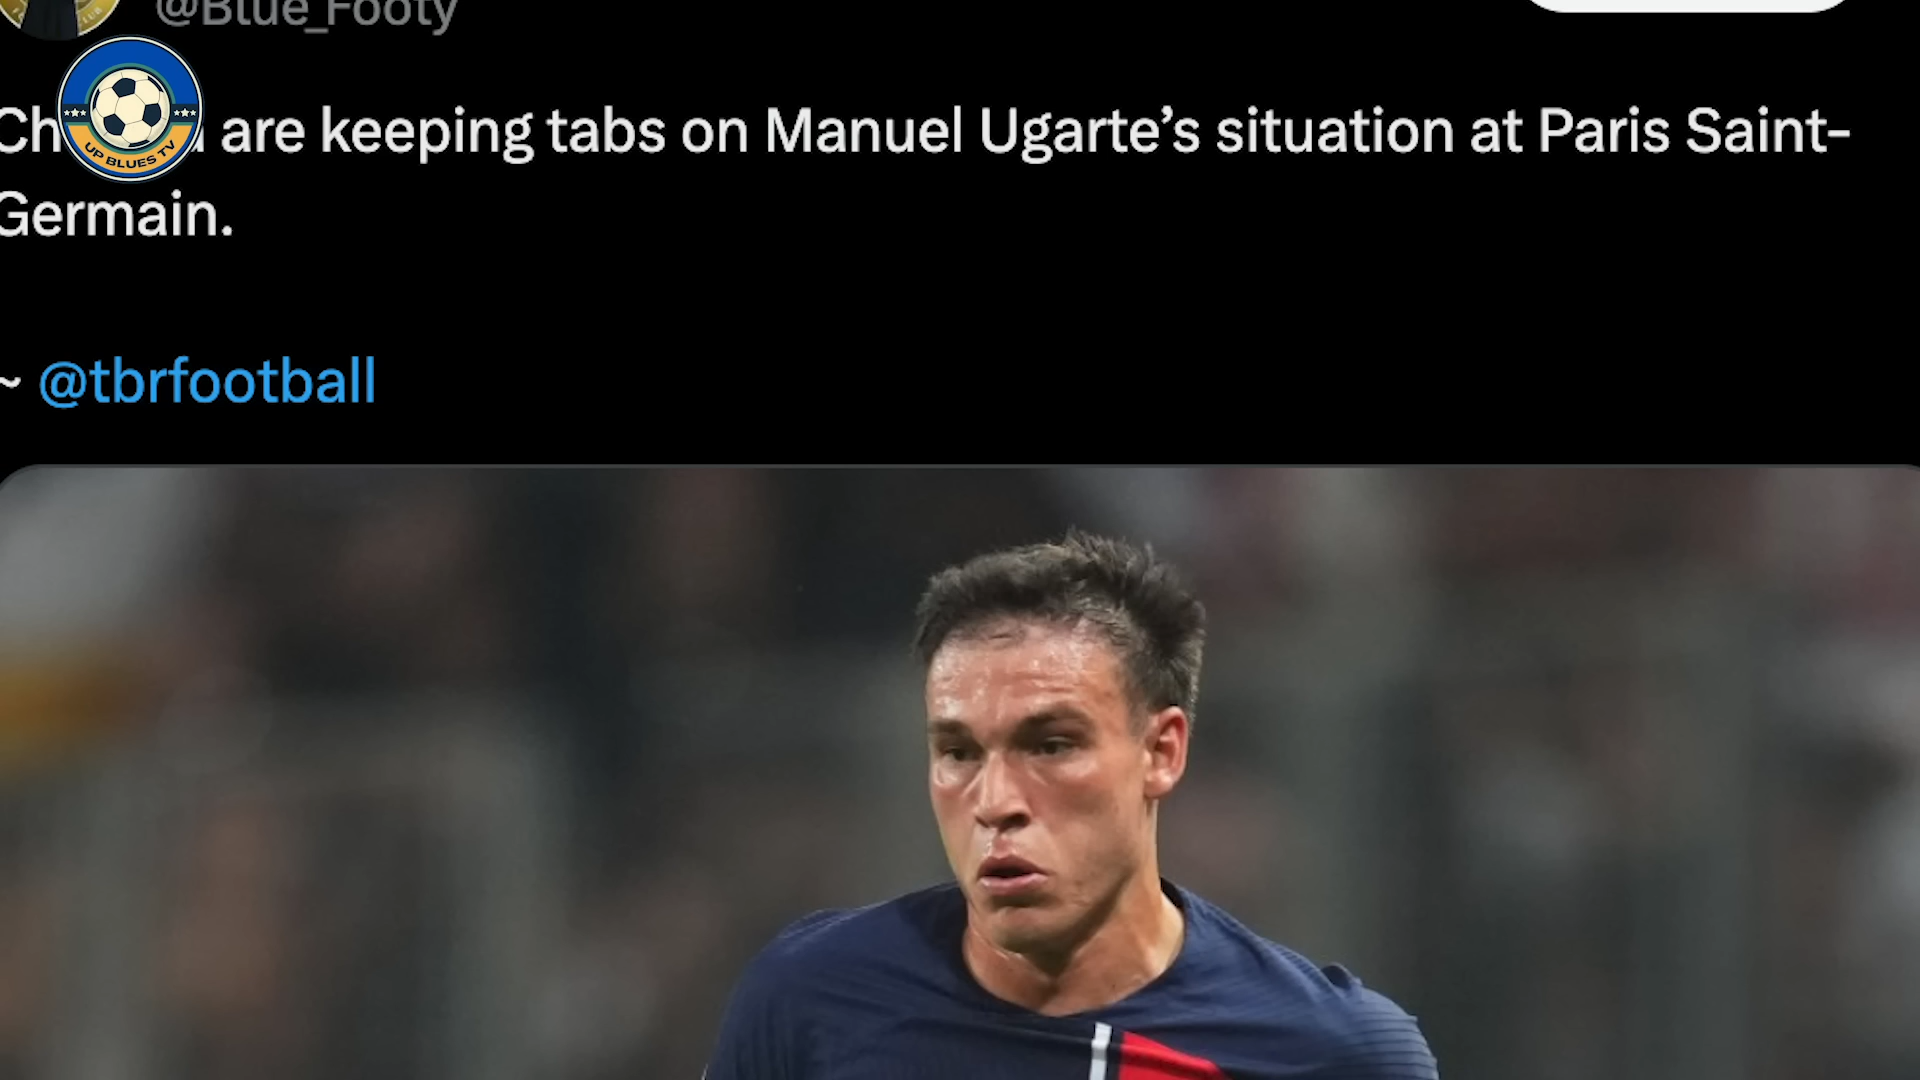 @Blue_Footy
UP BLUES TV
are keeping tabs on Manuel Ugarte’s situation at Paris Saint-
Germain.
~ @tbrfootball